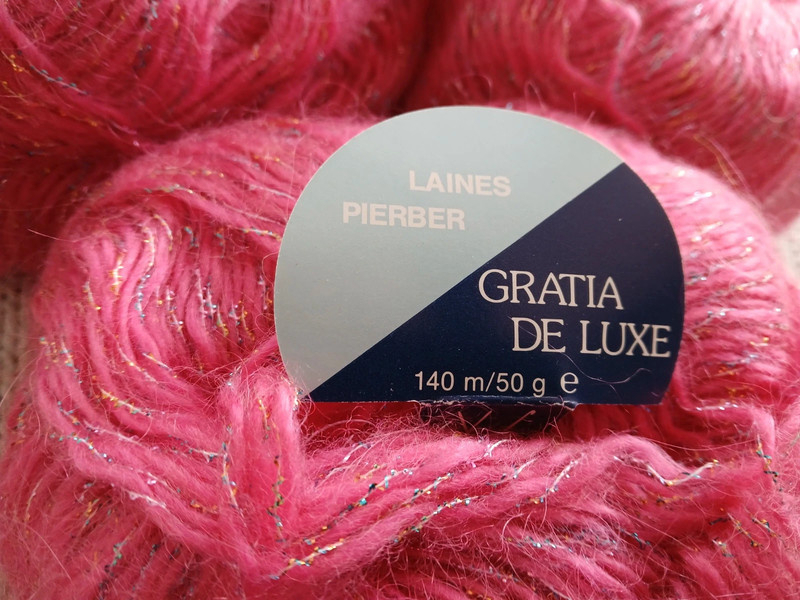 LAINES
PIERBER
GRATIA
DE LUXE
140 m/50 g ℮